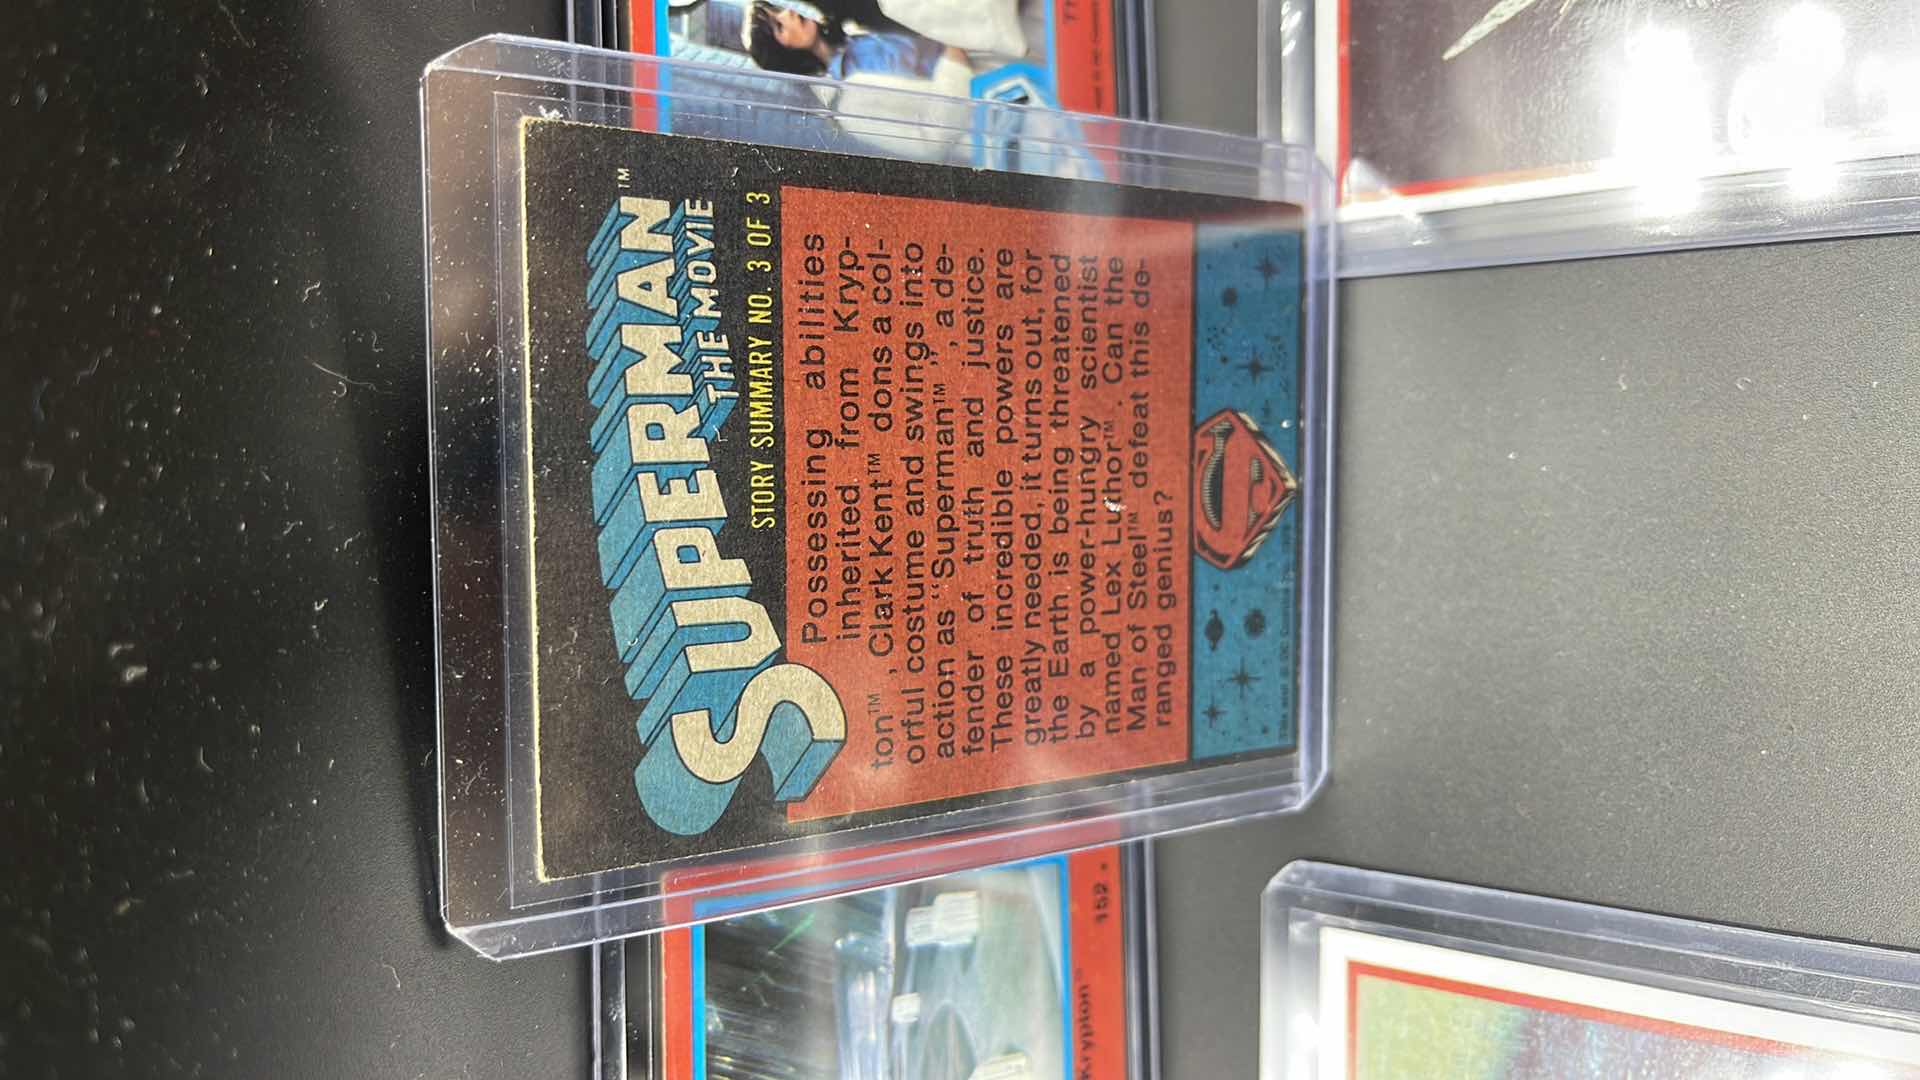 SUPERMAN™
THE MOVIE
STORY SUMMARY NO. 3 OF 3
Possessing abilities
inherited from Kryp-
ton™, Clark Kent™ dons a col-
orful costume and swings into
action as "Superman™", a de-
fender of truth and justice.
These incredible powers are
greatly needed, it turns out, for
the Earth is being threatened
by a power-hungry scientist
named Lex Luthor™. Can the
Man of Steel™ defeat this de-
ranged genius?
152
Krypton™